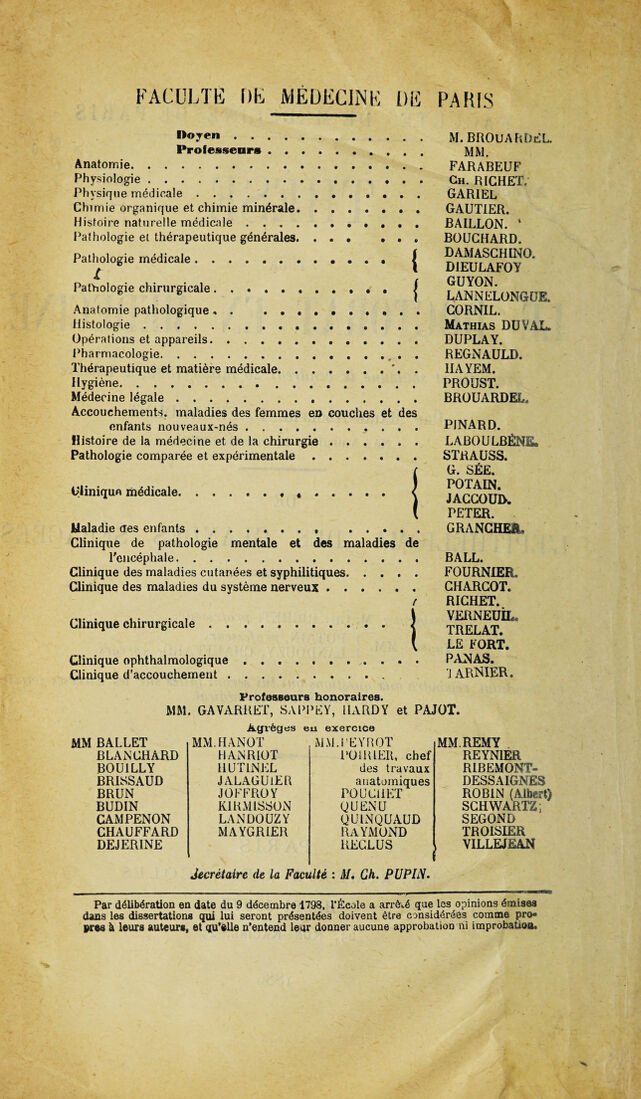 FACULTE DE MÉDECINE DE PARIS
Doyen . . . . . . . . . . . . . . M. BROUARDEL.
Professeurs . . . . . . . . . . MM.
Anatomie. . . . . . . . . . . . . . . . . . FARABEUF
Physiologie . . . . . . . . . . . . . . . . . CH. RICHET.
Physique médicale . . . . . . . . . . . . . . GARIEL
Chimie organique et chimie minérale. . . . . . . . GAUTIER.
Histoire naturelle médicale . . . . . . . . . . . BAILLON.
Pathologie et thérapeutique générales. . . . . . . BOUCHARD.
Pathologie médicale . . . . . . . . . . . . { DAMASCHINO.
DIEULAFOY
Pathologie chirurgicale . . . . . . . . . . . { GUYON.
LANNELONGUE.
Anatomie pathologique . . . . . . . . . . . . CORNIL.
Histologie . . . . . . . . . . . . . . . . . MATHIAS DUVAL.
Opérations et appareils. . . . . . . . . . . . . DUPLAY.
Pharmacologie. . . . . . . . . . . . . . . . REGNAULD.
Thérapeutique et matière médicale. . . . . . . . . HAYEM.
Hygiène. . . . . . . . . . . . . . . . . . PROUST.
Médecine légale . . . . . . . . . . . . . . . BROUARDEL.
Accouchements, maladies des femmes en couches et des
enfants nouveaux-nés . . . . . . . . . . . PINARD.
Histoire de la médecine et de la chirurgie . . . . . . LABOULBÈNE.
Pathologie comparée et expérimentale . . . . . . . STRAUSS.
Clinique médicale. . . . . . . . . . . . . { G. SÉE.
POTAIN.
JACCOUD.
PETER.
Maladie des enfants . . . . . . . . . . . . . GRANCHER.
Clinique de pathologie mentale et des maladies de
l'encéphale. . . . . . . . . . . . . . . BALL.
Clinique des maladies cutanées et syphilitiques. . . . . FOURNIER.
Clinique des maladies du système nerveux . . . . . . CHARCOT.
Clinique chirurgicale . . . . . . . . . . . { RICHET.
VERNEUIL.
TRELAT.
LE FORT.
Clinique ophthalmologique . . . . . . . . . . . PANAS.
Clinique d'accouchement . . . . . . . . . . TARNIER.
Professeurs honoraires.
MM. GAVARRET, SAPPEY, HARDY et PAJOT.
Agrégés en exercice
MM BALLET
BLANCHARD
BOUILLY
BRISSAUD
BRUN
BUDIN
CAMPENON
CHAUFFARD
DEJERINE
MM. HANOT
HANRIOT
HUTINEL
JALAGUIER
JOFFROY
KIRMISSON
LANDOUZY
MAYGRIER
MM. PEYROT
POIRIER, chef
des travaux
anatomiques
POUCHET
QUENU
QUINQUAUD
RAYMOND
RECLUS
MM. REMY
REYNIER
RIBEMONT-
DESSAIGNES
ROBIN (Albert)
SCHWARTZ;
SEGOND
TROISIER
VILLEJEAN
Secrétaire de la Faculté : M. Ch. PUPIN.
Par délibération en date du 9 décembre 1798, l'École a arrêté que les opinions émises
dans les dissertations qui lui seront présentées doivent être considérées comme pro-
pres à leurs auteurs, et qu'elle n'entend leur donner aucune approbation ni improbation.